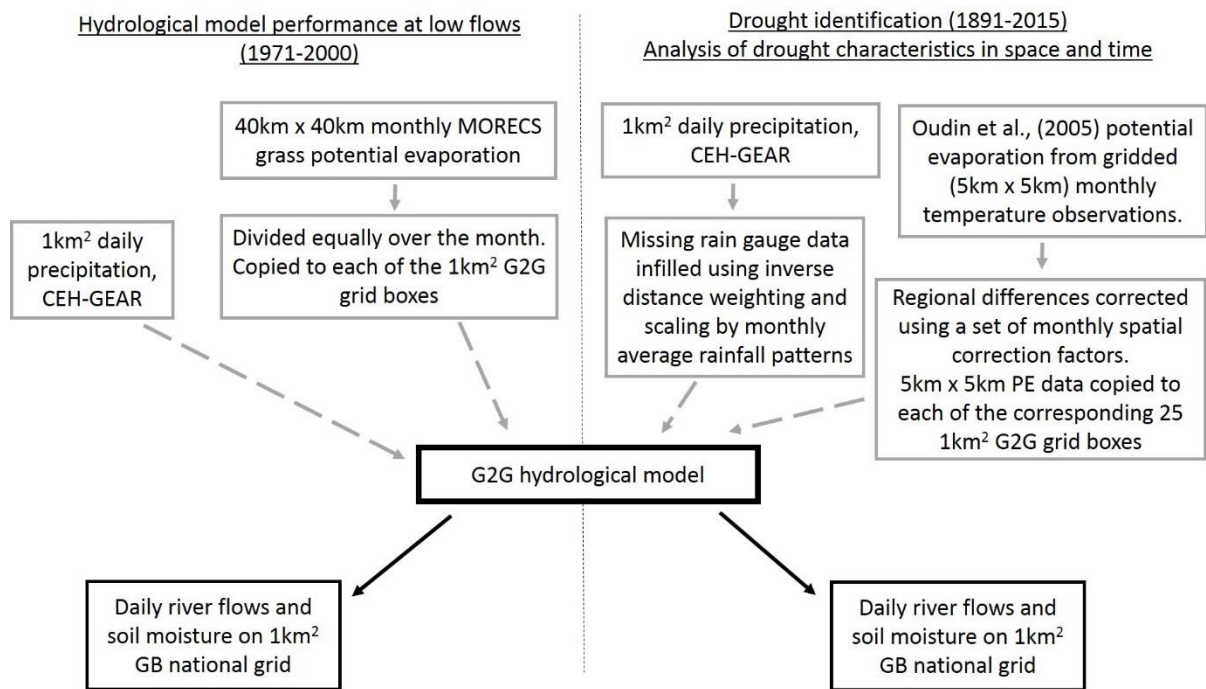 Hydrological model performance at low flows
(1971-2000)
40km x 40km monthly MORECS
grass potential evaporation
1km² daily
precipitation,
CEH-GEAR
Divided equally over the month.
Copied to each of the 1km² G2G
grid boxes
Drought identification (1891-2015)
Analysis of drought characteristics in space and time
1km² daily precipitation,
CEH-GEAR
Oudin et al., (2005) potential
evaporation from gridded
(5km x 5km) monthly
temperature observations.
Missing rain gauge data
infilled using inverse
distance weighting and
scaling by monthly
average rainfall patterns
Regional differences corrected
using a set of monthly spatial
correction factors.
5km x 5km PE data copied to
each of the corresponding 25
1km² G2G grid boxes
G2G hydrological model
Daily river flows and
soil moisture on 1km²
GB national grid
Daily river flows and
soil moisture on 1km²
GB national grid